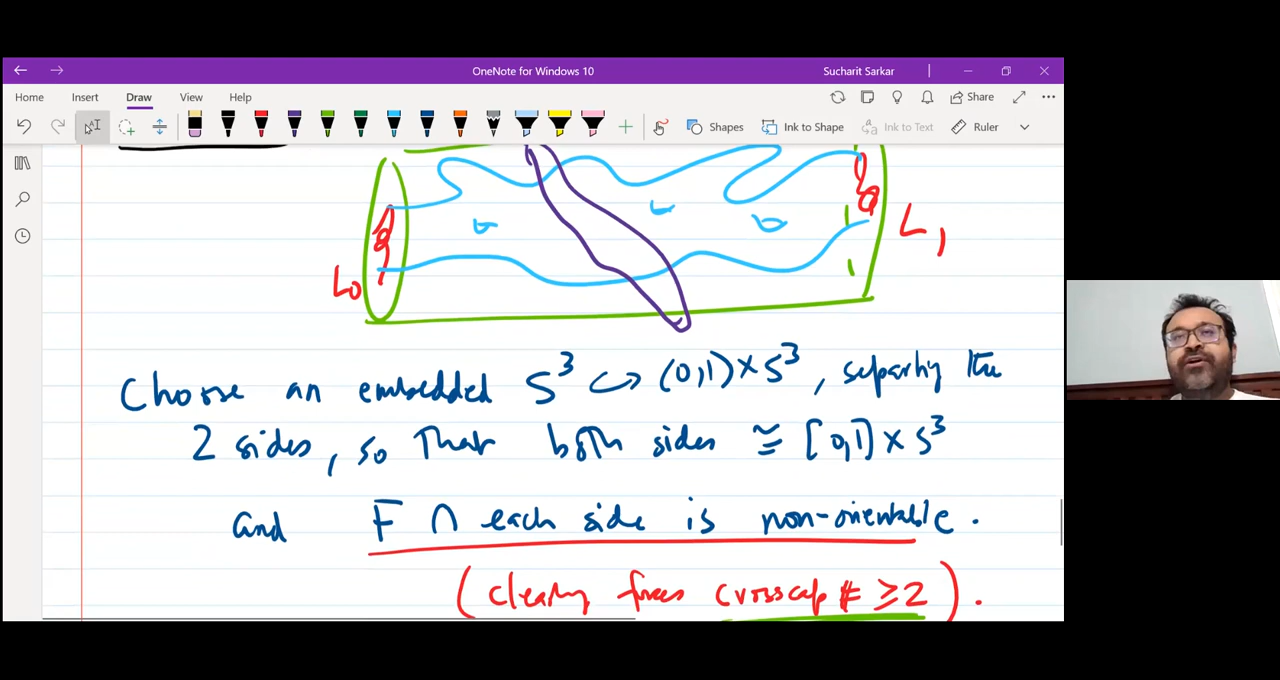 OneNote for Windows 10
Sucharit Sarkar
Home Insert Draw View Help
Share
Shapes Ink to Shape Ink to Text Ruler
L₀
L₁
Choose an embedded S³ ↪ (0,1)×S³, separating the
2 sides, so that both sides ≅ [0,1]×S³
and F ∩ each side is non-orientable.
(clearly forces crosscap # ≥2).